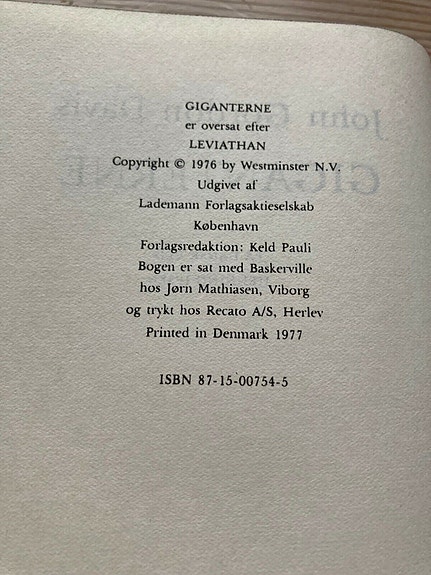 GIGANTERNE
er oversat efter
LEVIATHAN
Copyright © 1976 by Westminster N.V.
Udgivet af
Lademann Forlagsaktieselskab
København
Forlagsredaktion: Keld Pauli
Bogen er sat med Baskerville
hos Jørn Mathiasen, Viborg
og trykt hos Recato A/S, Herlev
Printed in Denmark 1977
ISBN 87-15-00754-5